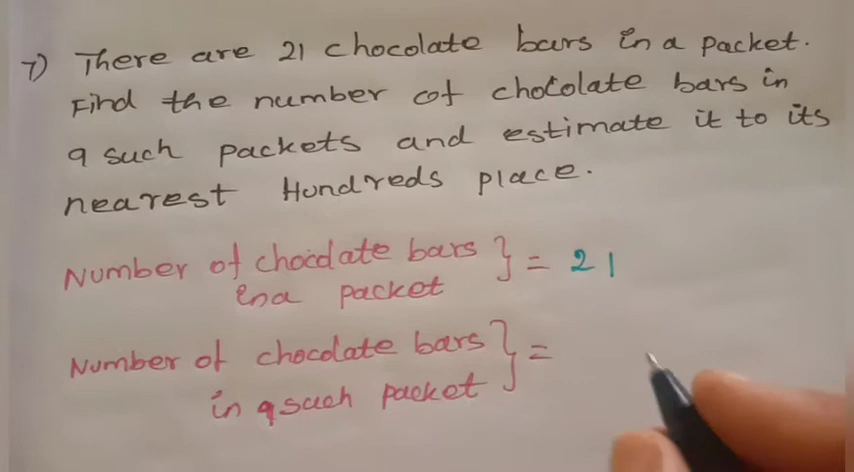 7) There are 21 chocolate bars in a packet.
Find the number of chocolate bars in
9 such packets and estimate it to its
nearest Hundreds place.
Number of chocolate bars } = 21
in a packet
Number of chocolate bars } =
in 9 such packet